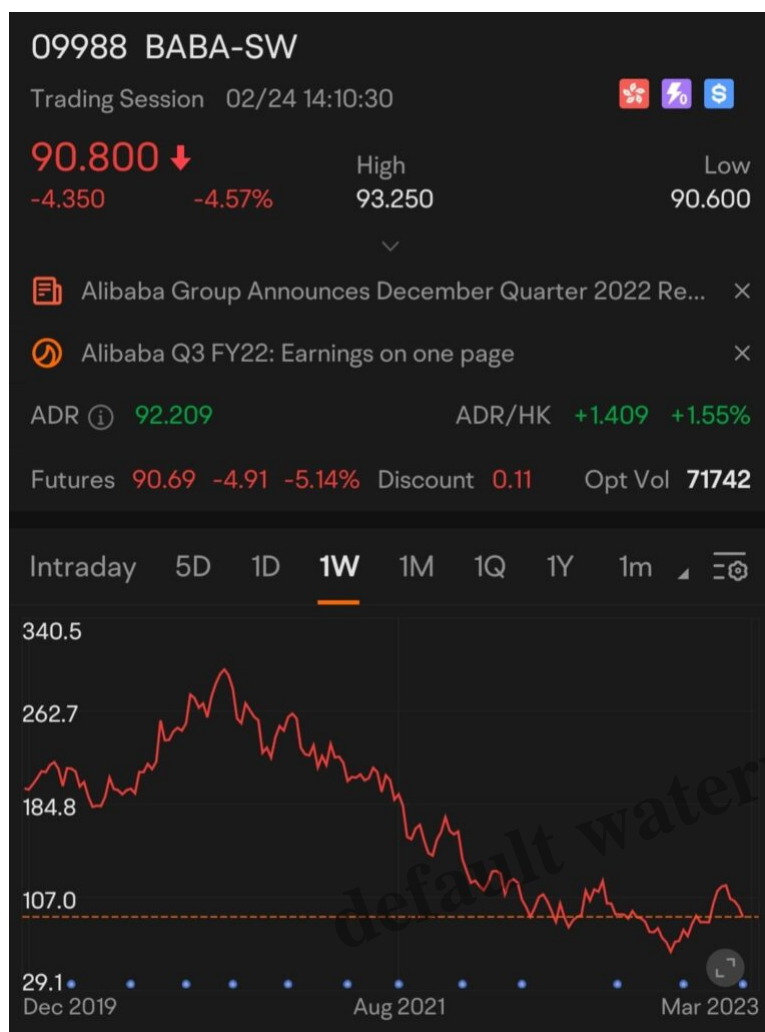 09988 BABA-SW
Trading Session 02/24 14:10:30
90.800
High
Low
-4.350 -4.57% 93.250 90.600
Alibaba Group Announces December Quarter 2022 Re...
Alibaba Q3 FY22: Earnings on one page
ADR 92.209 ADR/HK +1.409 +1.55%
Futures 90.69 -4.91 -5.14% Discount 0.11 Opt Vol 71742
Intraday 5D 1D 1W 1M 1Q 1Y 1m
340.5
262.7
184.8
107.0
29.1
Dec 2019 Aug 2021 Mar 2023
default water